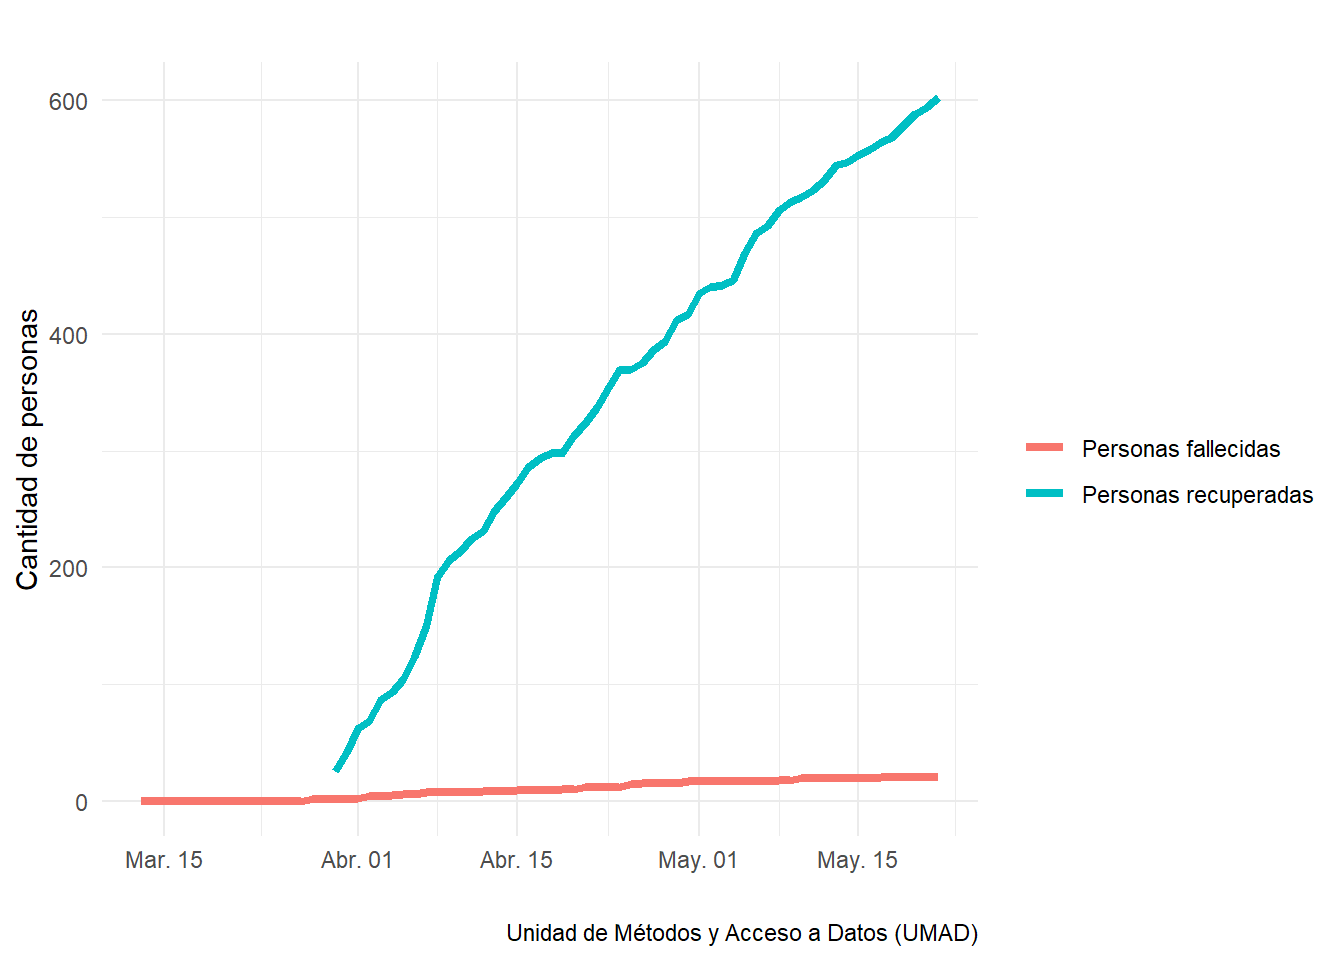 Cantidad de personas
600
400
200
0
Mar. 15
Abr. 01
Abr. 15
May. 01
May. 15
Personas fallecidas
Personas recuperadas
Unidad de Métodos y Acceso a Datos (UMAD)